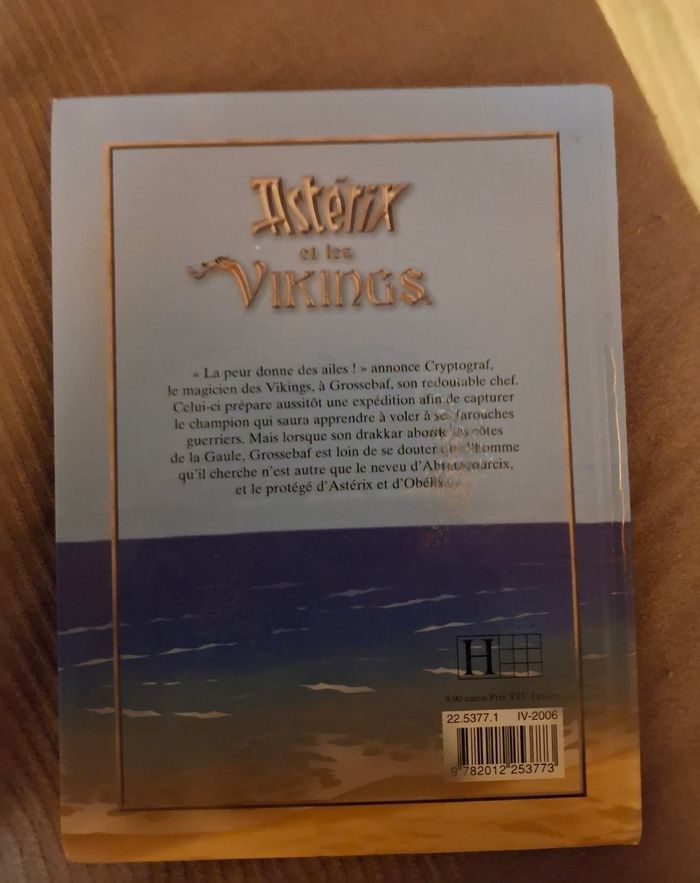 Astérix
et les
VIKINGS
« La peur donne des ailes ! » annonce Cryptograf,
le magicien des Vikings, à Grossebaf, son redoutable chef.
Celui-ci prépare aussitôt une expédition afin de capturer
le champion qui saura apprendre à voler à ses farouches
guerriers. Mais lorsque son drakkar aborde les côtes
de la Gaule, Grossebaf est loin de se douter que l'homme
qu'il cherche n'est autre que le neveu d'Abraracourcix,
et le protégé d'Astérix et d'Obélix
H
8,90 euros Prix TTC France
22.5377.1 IV-2006
9 782012 253773